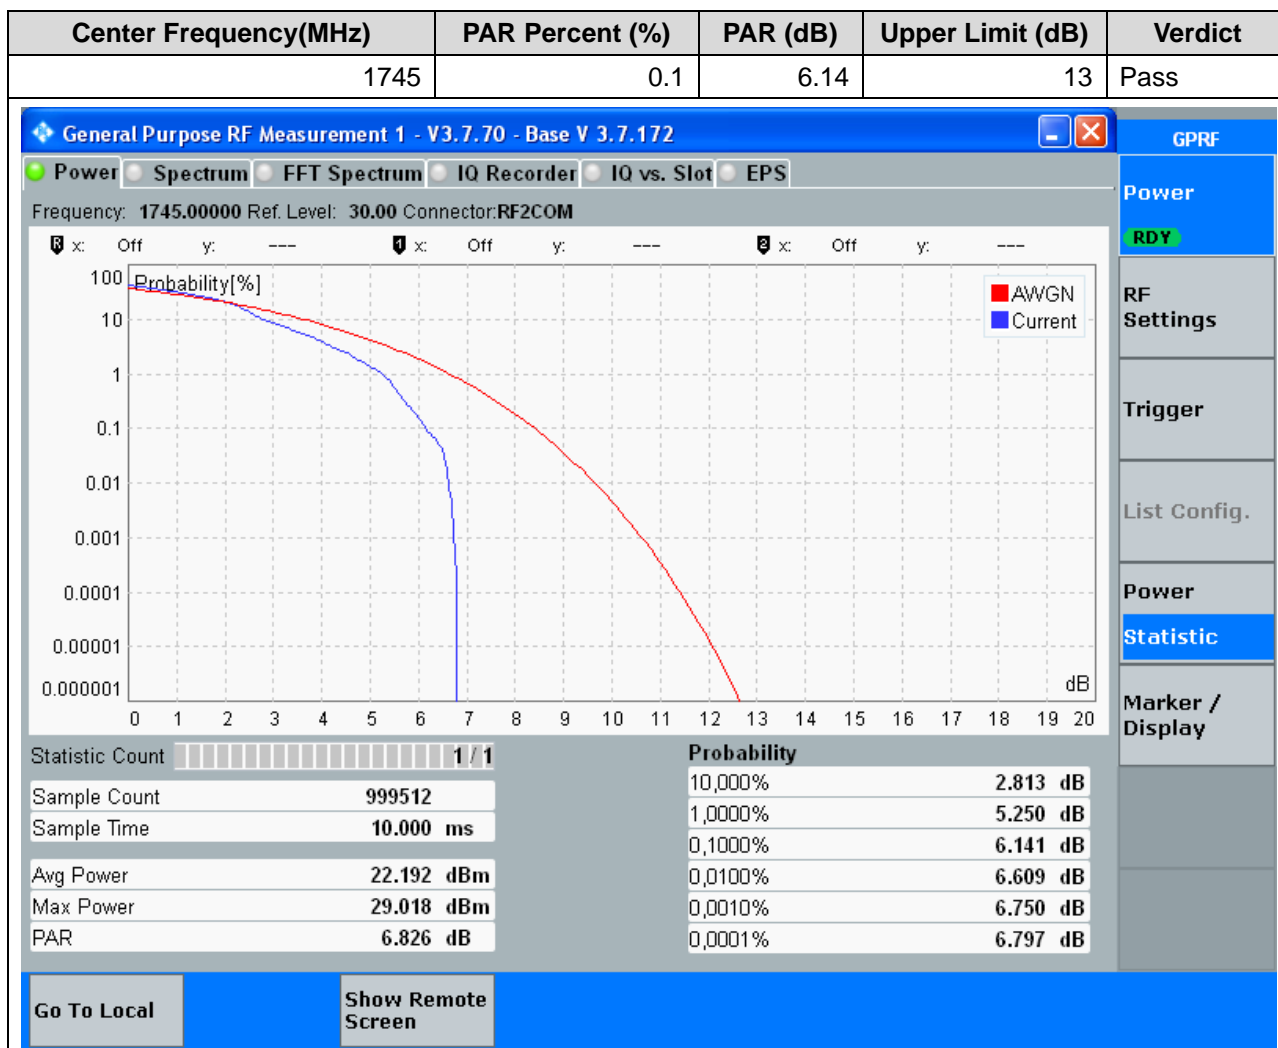 Center Frequency(MHz) PAR Percent (%) PAR (dB) Upper Limit (dB) Verdict
1745 0.1 6.14 13 Pass
General Purpose RF Measurement 1 - V3.7.70 - Base V 3.7.172
GPRF
Power Spectrum FFT Spectrum IQ Recorder IQ vs. Slot EPS
Frequency: 1745.00000 Ref. Level: 30.00 Connector:RF2COM
R x: Off y: --- 1 x: Off y: --- 2 x: Off y: ---
Probability[%]
AWGN
Current
100
10
1
0.1
0.01
0.001
0.0001
0.00001
0.000001
dB
0 1 2 3 4 5 6 7 8 9 10 11 12 13 14 15 16 17 18 19 20
Statistic Count 1 / 1
Sample Count 999512
Sample Time 10.000 ms
Avg Power 22.192 dBm
Max Power 29.018 dBm
PAR 6.826 dB
Probability
10,000% 2.813 dB
1,0000% 5.250 dB
0,1000% 6.141 dB
0,0100% 6.609 dB
0,0010% 6.750 dB
0,0001% 6.797 dB
Power
RDY
RF
Settings
Trigger
List Config.
Power
Statistic
Marker /
Display
Go To Local
Show Remote
Screen